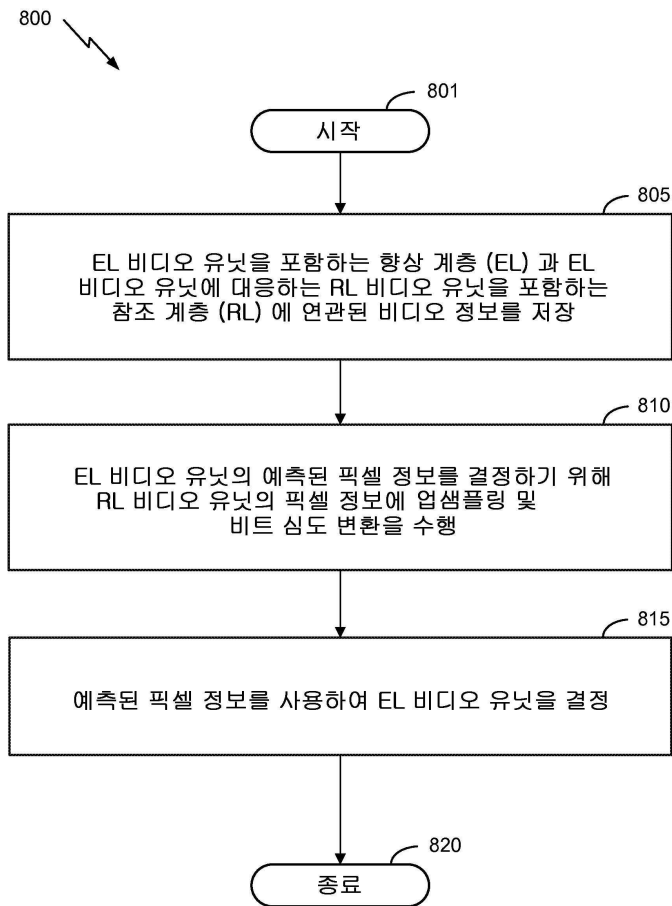 800
801
시작
805
EL 비디오 유닛을 포함하는 향상 계층 (EL) 과 EL
비디오 유닛에 대응하는 RL 비디오 유닛을 포함하는
참조 계층 (RL) 에 연관된 비디오 정보를 저장
810
EL 비디오 유닛의 예측된 픽셀 정보를 결정하기 위해
RL 비디오 유닛의 픽셀 정보에 업샘플링 및
비트 심도 변환을 수행
815
예측된 픽셀 정보를 사용하여 EL 비디오 유닛을 결정
820
종료